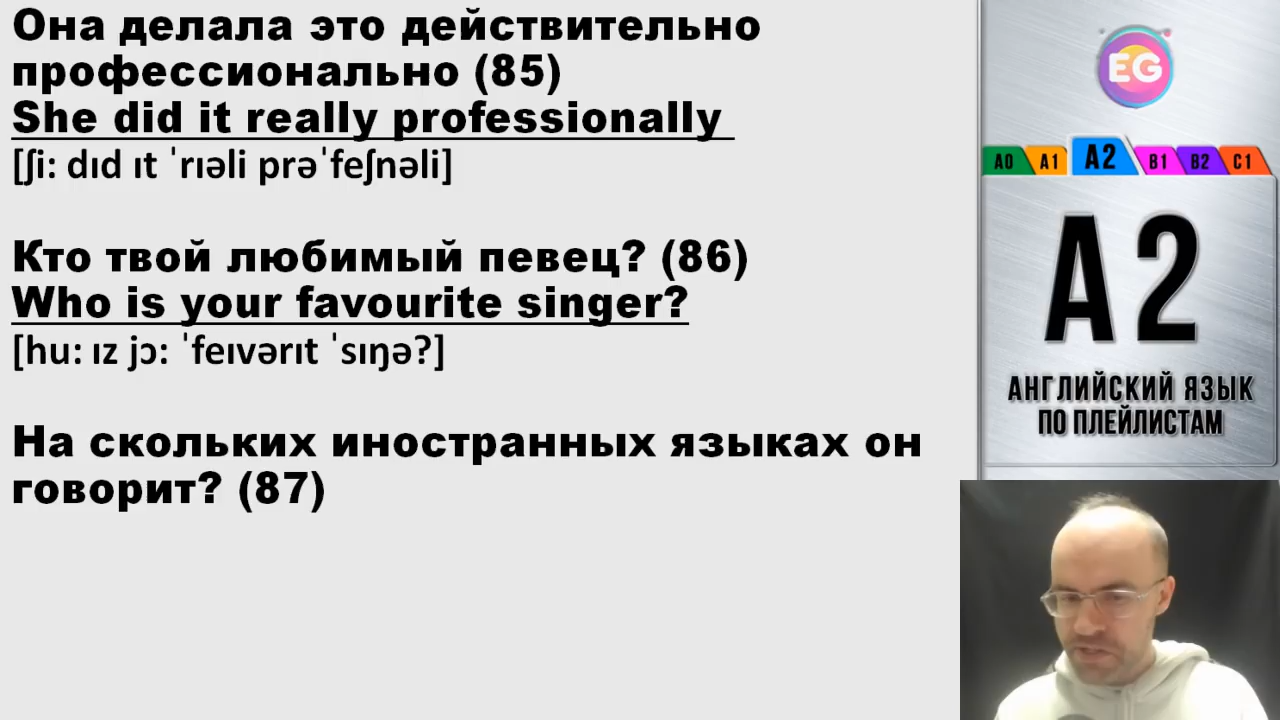 Она делала это действительно
профессионально (85)
She did it really professionally
[ʃi: dɪd ɪt ˈrɪəli prəˈfeʃnəli]
Кто твой любимый певец? (86)
Who is your favourite singer?
[hu: ɪz jɔ: ˈfeɪvərɪt ˈsɪŋə?]
На скольких иностранных языках он
говорит? (87)
EG
A0 A1 A2 B1 B2 C1
A2
АНГЛИЙСКИЙ ЯЗЫК
ПО ПЛЕЙЛИСТАМ